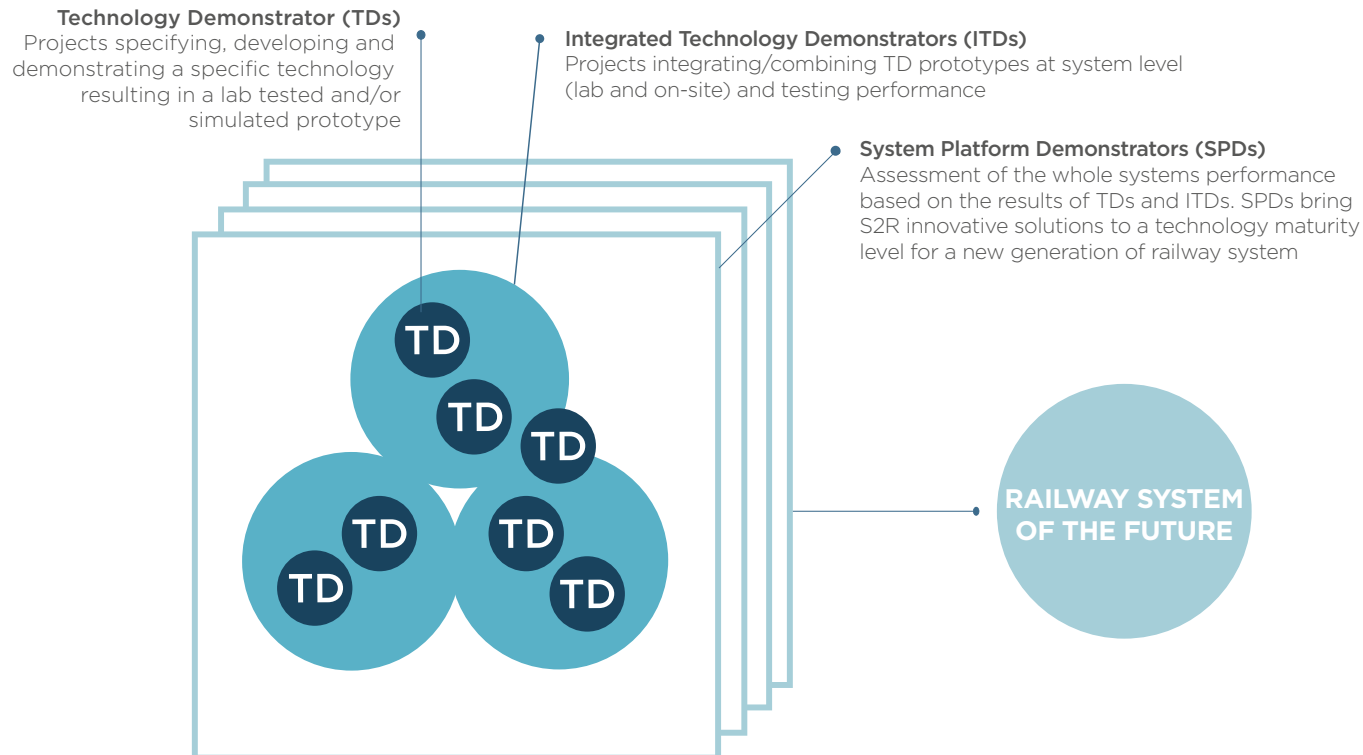 Technology Demonstrator (TDs)
Projects specifying, developing and
demonstrating a specific technology
resulting in a lab tested and/or
simulated prototype
Integrated Technology Demonstrators (ITDs)
Projects integrating/combining TD prototypes at system level
(lab and on-site) and testing performance
System Platform Demonstrators (SPDs)
Assessment of the whole systems performance
based on the results of TDs and ITDs. SPDs bring
S2R innovative solutions to a technology maturity
level for a new generation of railway system
TD
TD
TD
TD
TD
TD
TD
RAILWAY SYSTEM
OF THE FUTURE